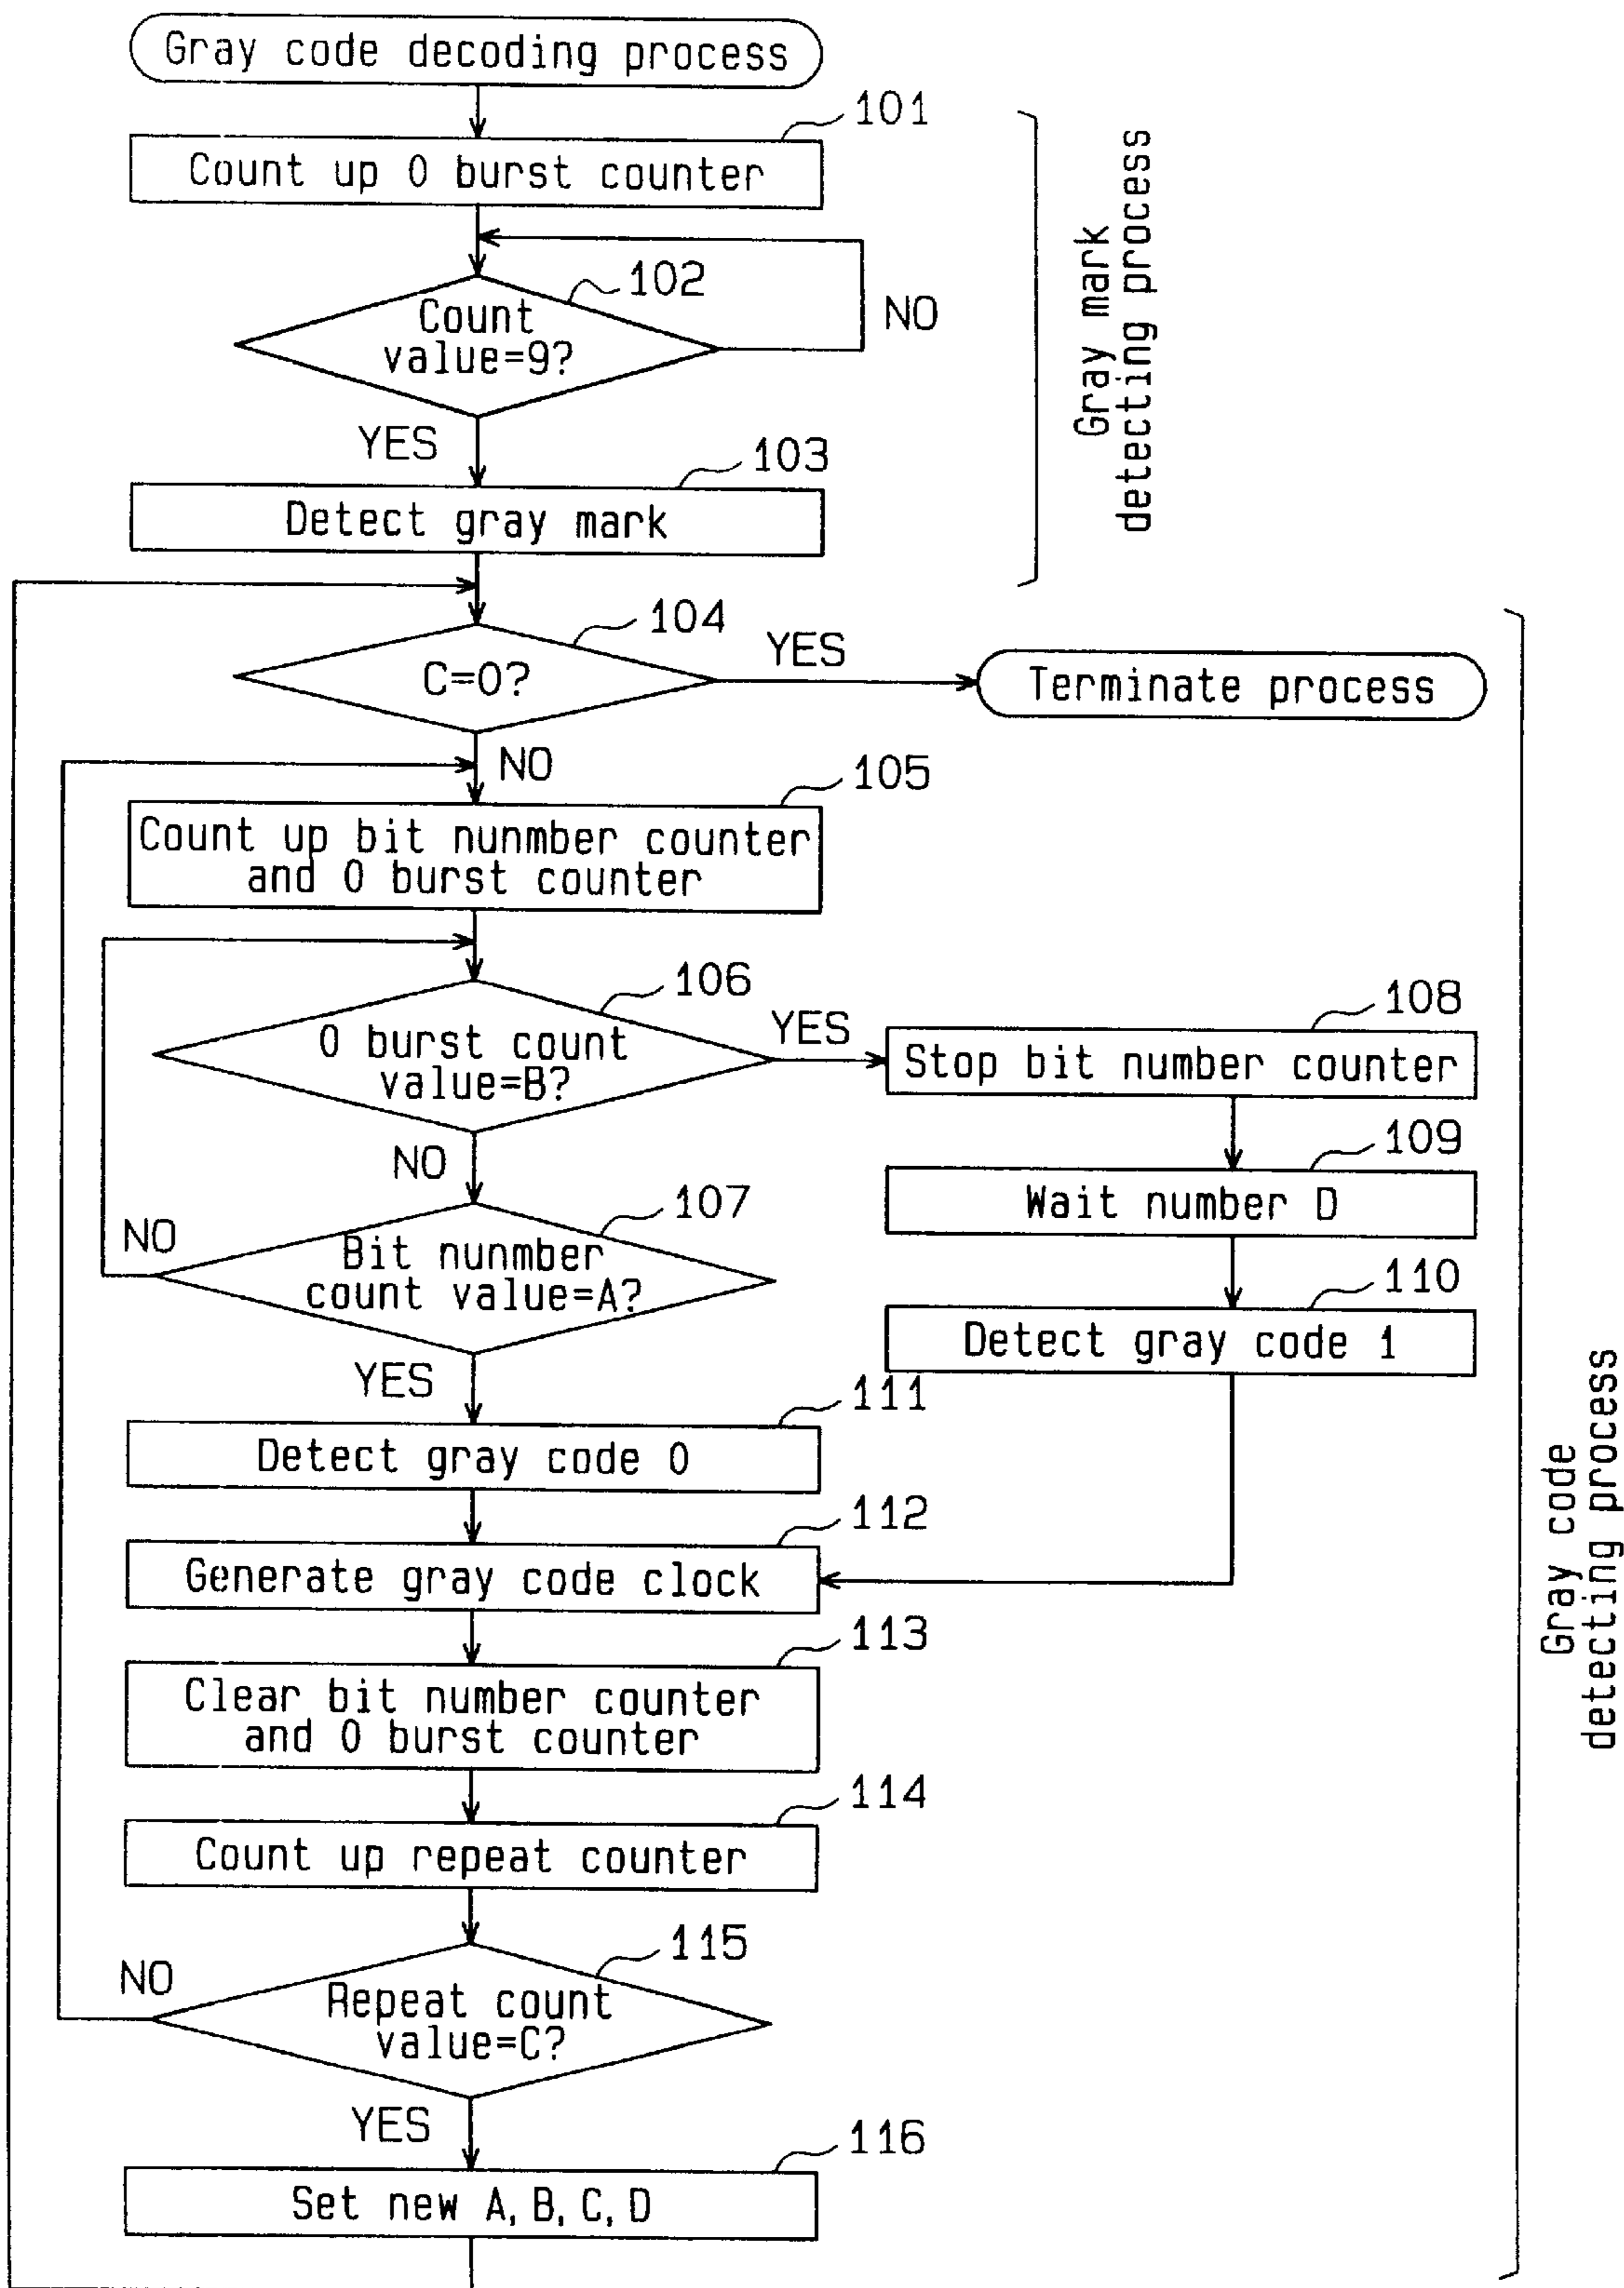 Gray code decoding process
101
Count up 0 burst counter
102
Count
value=9?
NO
YES
103
Detect gray mark
Gray mark
detecting process
104
C=0?
YES
Terminate process
NO
105
Count up bit nunmber counter
and 0 burst counter
106
0 burst count
value=B?
YES
108
Stop bit number counter
NO
109
Wait number D
107
Bit nunmber
count value=A?
NO
110
Detect gray code 1
YES
111
Detect gray code 0
112
Generate gray code clock
113
Clear bit number counter
and 0 burst counter
114
Count up repeat counter
115
Repeat count
value=C?
NO
YES
116
Set new A, B, C, D
Gray code
detecting process